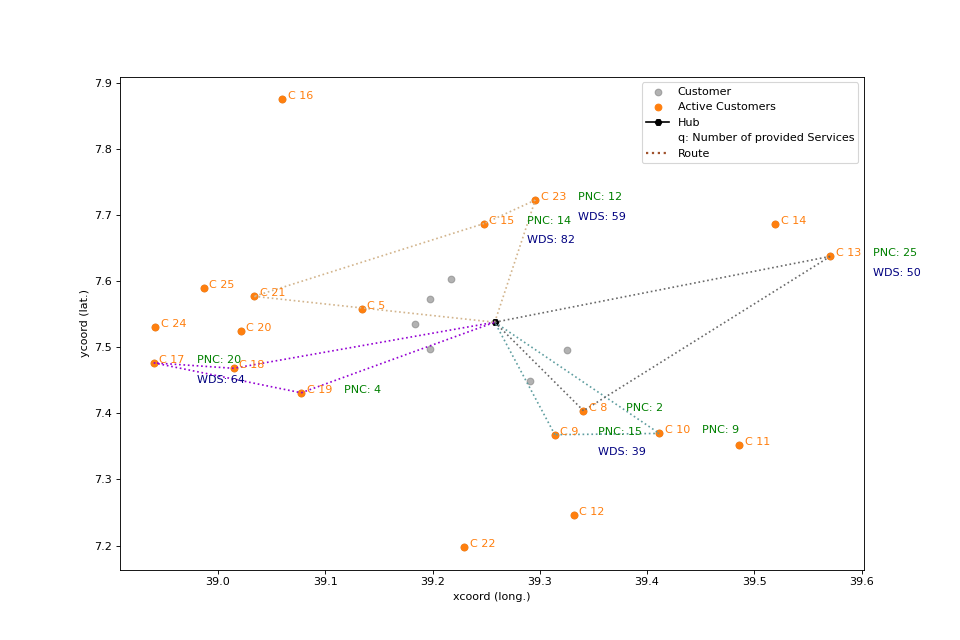 7.9
7.8
7.7
7.6
7.5
7.4
7.3
7.2
ycoord (lat.)
39.0
39.1
39.2
39.3
39.4
39.5
39.6
xcoord (long.)
Customer
Active Customers
Hub
q: Number of provided Services
Route
C 16
C 23 PNC: 12
WDS: 59
C 15 PNC: 14
WDS: 82
C 14
C 13 PNC: 25
WDS: 50
C 25
C 21
C 5
C 24
C 20
C 17 PNC: 20
WDS: 64
C 18
C 19 PNC: 4
C 8 PNC: 2
C 9 PNC: 15
WDS: 39
C 10 PNC: 9
C 11
C 12
C 22